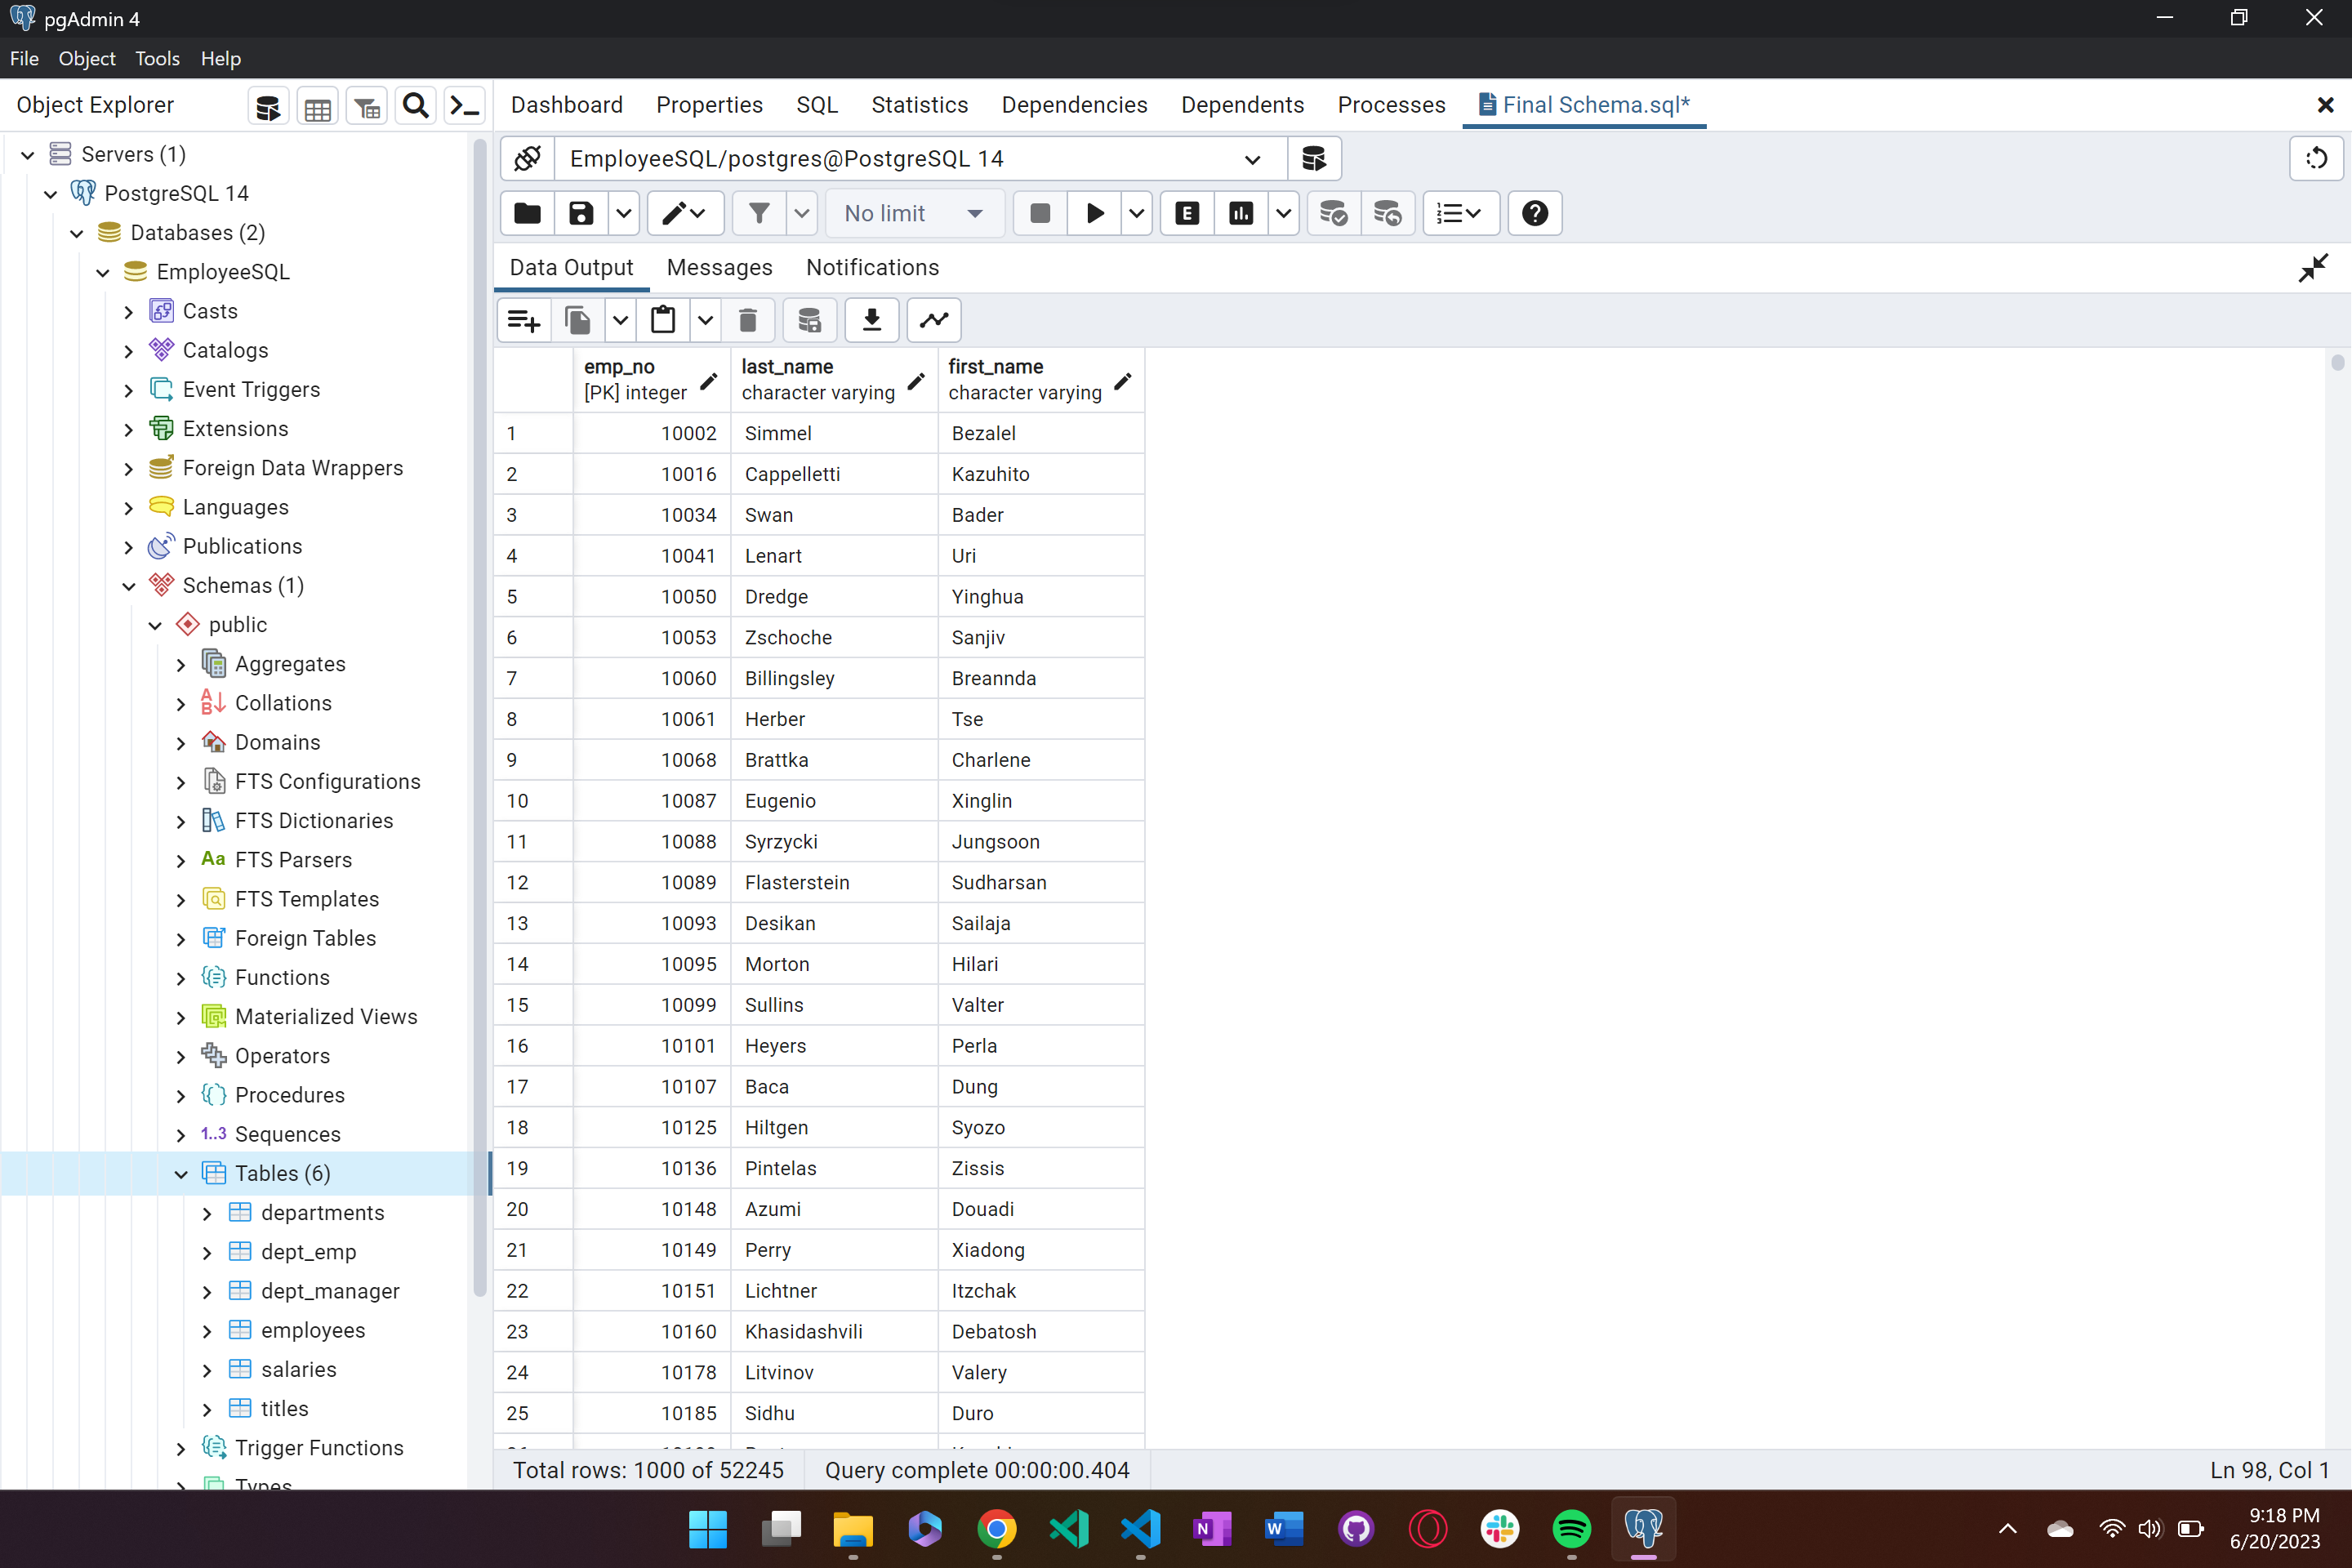 pgAdmin 4
File Object Tools Help
Object Explorer
Dashboard Properties SQL Statistics Dependencies Dependents Processes Final Schema.sql*
Servers (1)
PostgreSQL 14
Databases (2)
EmployeeSQL
Casts
Catalogs
Event Triggers
Extensions
Foreign Data Wrappers
Languages
Publications
Schemas (1)
public
Aggregates
Collations
Domains
FTS Configurations
FTS Dictionaries
Aa FTS Parsers
FTS Templates
Foreign Tables
Functions
Materialized Views
Operators
Procedures
1..3 Sequences
Tables (6)
departments
dept_emp
dept_manager
employees
salaries
titles
Trigger Functions
Types
EmployeeSQL/postgres@PostgreSQL 14
No limit
E
Data Output Messages Notifications
emp_no last_name first_name
[PK] integer character varying character varying
1 10002 Simmel Bezalel
2 10016 Cappelletti Kazuhito
3 10034 Swan Bader
4 10041 Lenart Uri
5 10050 Dredge Yinghua
6 10053 Zschoche Sanjiv
7 10060 Billingsley Breannda
8 10061 Herber Tse
9 10068 Brattka Charlene
10 10087 Eugenio Xinglin
11 10088 Syrzycki Jungsoon
12 10089 Flasterstein Sudharsan
13 10093 Desikan Sailaja
14 10095 Morton Hilari
15 10099 Sullins Valter
16 10101 Heyers Perla
17 10107 Baca Dung
18 10125 Hiltgen Syozo
19 10136 Pintelas Zissis
20 10148 Azumi Douadi
21 10149 Perry Xiadong
22 10151 Lichtner Itzchak
23 10160 Khasidashvili Debatosh
24 10178 Litvinov Valery
25 10185 Sidhu Duro
Total rows: 1000 of 52245 Query complete 00:00:00.404 Ln 98, Col 1
N
W
9:18 PM
6/20/2023